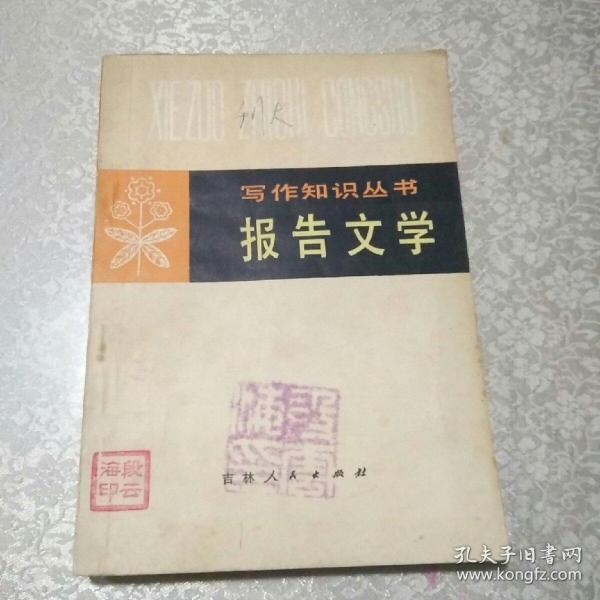 XIEZUO ZHISHI CONGSHU
写作知识丛书
报告文学
吉林人民出版社
段云
海印
孔夫子旧书网
www.kongfz.com